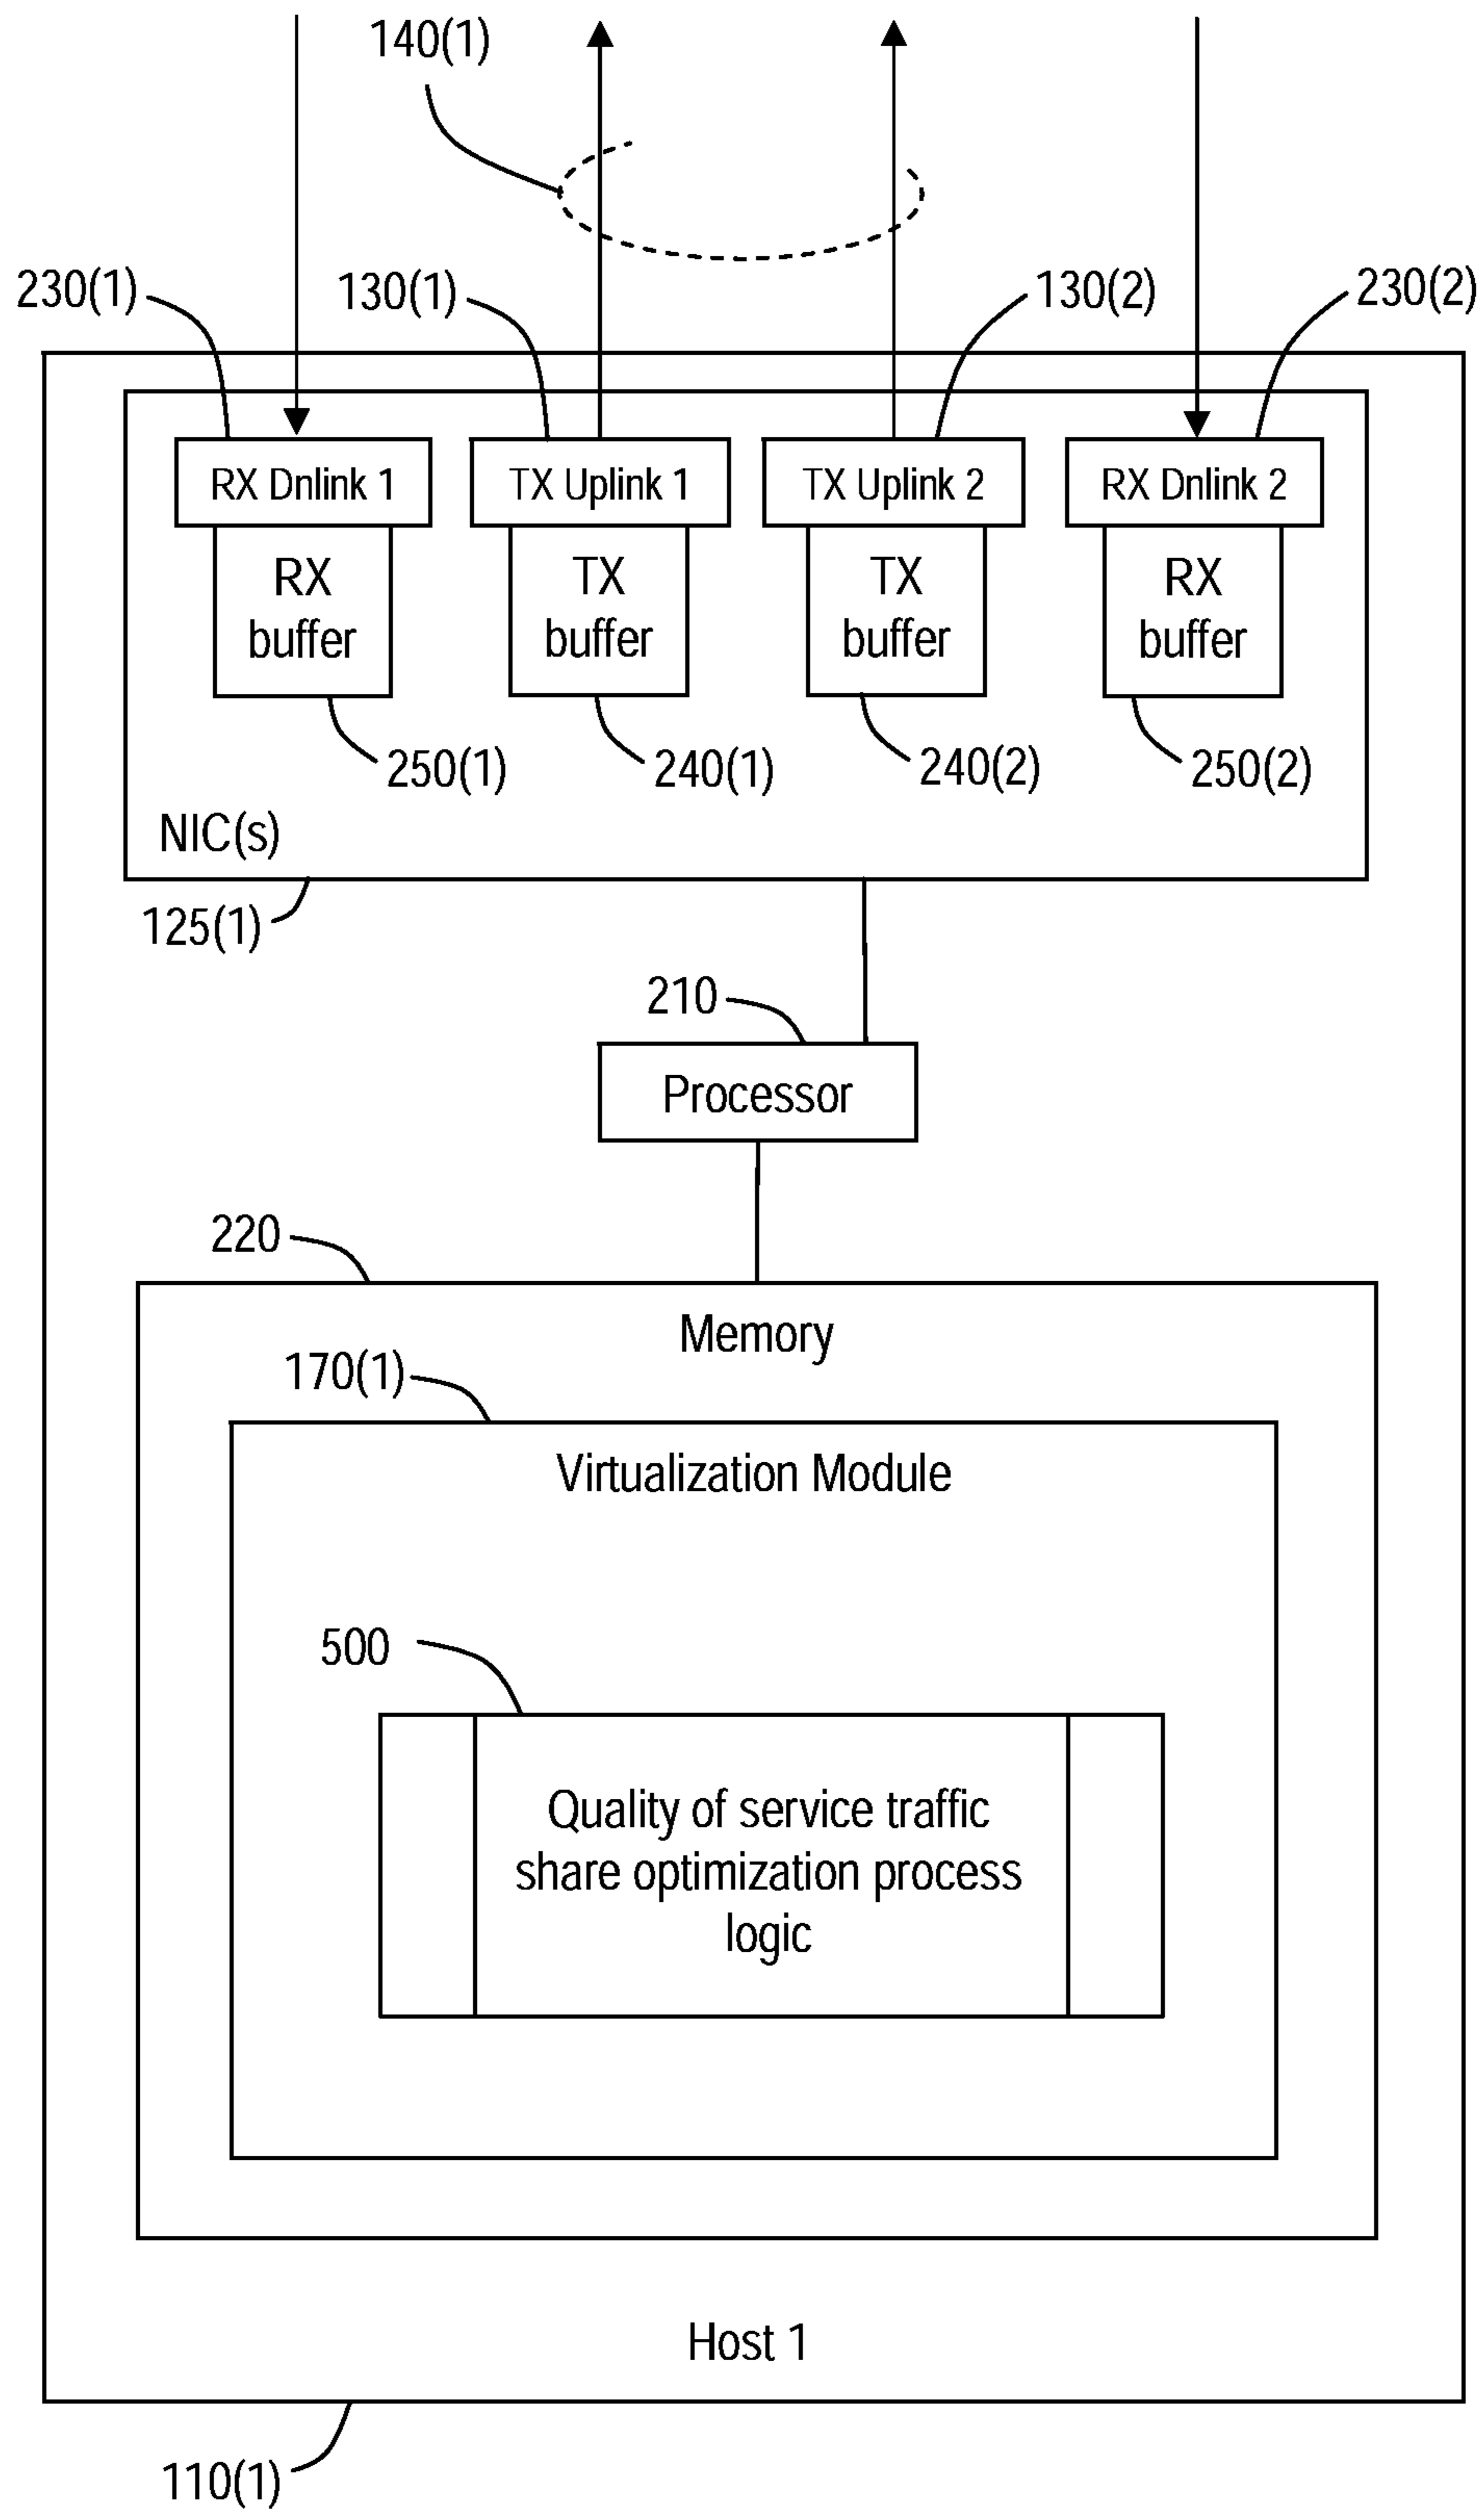 140(1)
230(1)
130(1)
130(2)
230(2)
RX Dnlink 1
TX Uplink 1
TX Uplink 2
RX Dnlink 2
RX
buffer
TX
buffer
TX
buffer
RX
buffer
250(1)
240(1)
240(2)
250(2)
NIC(s)
125(1)
210
Processor
220
Memory
170(1)
Virtualization Module
500
Quality of service traffic
share optimization process
logic
Host 1
110(1)